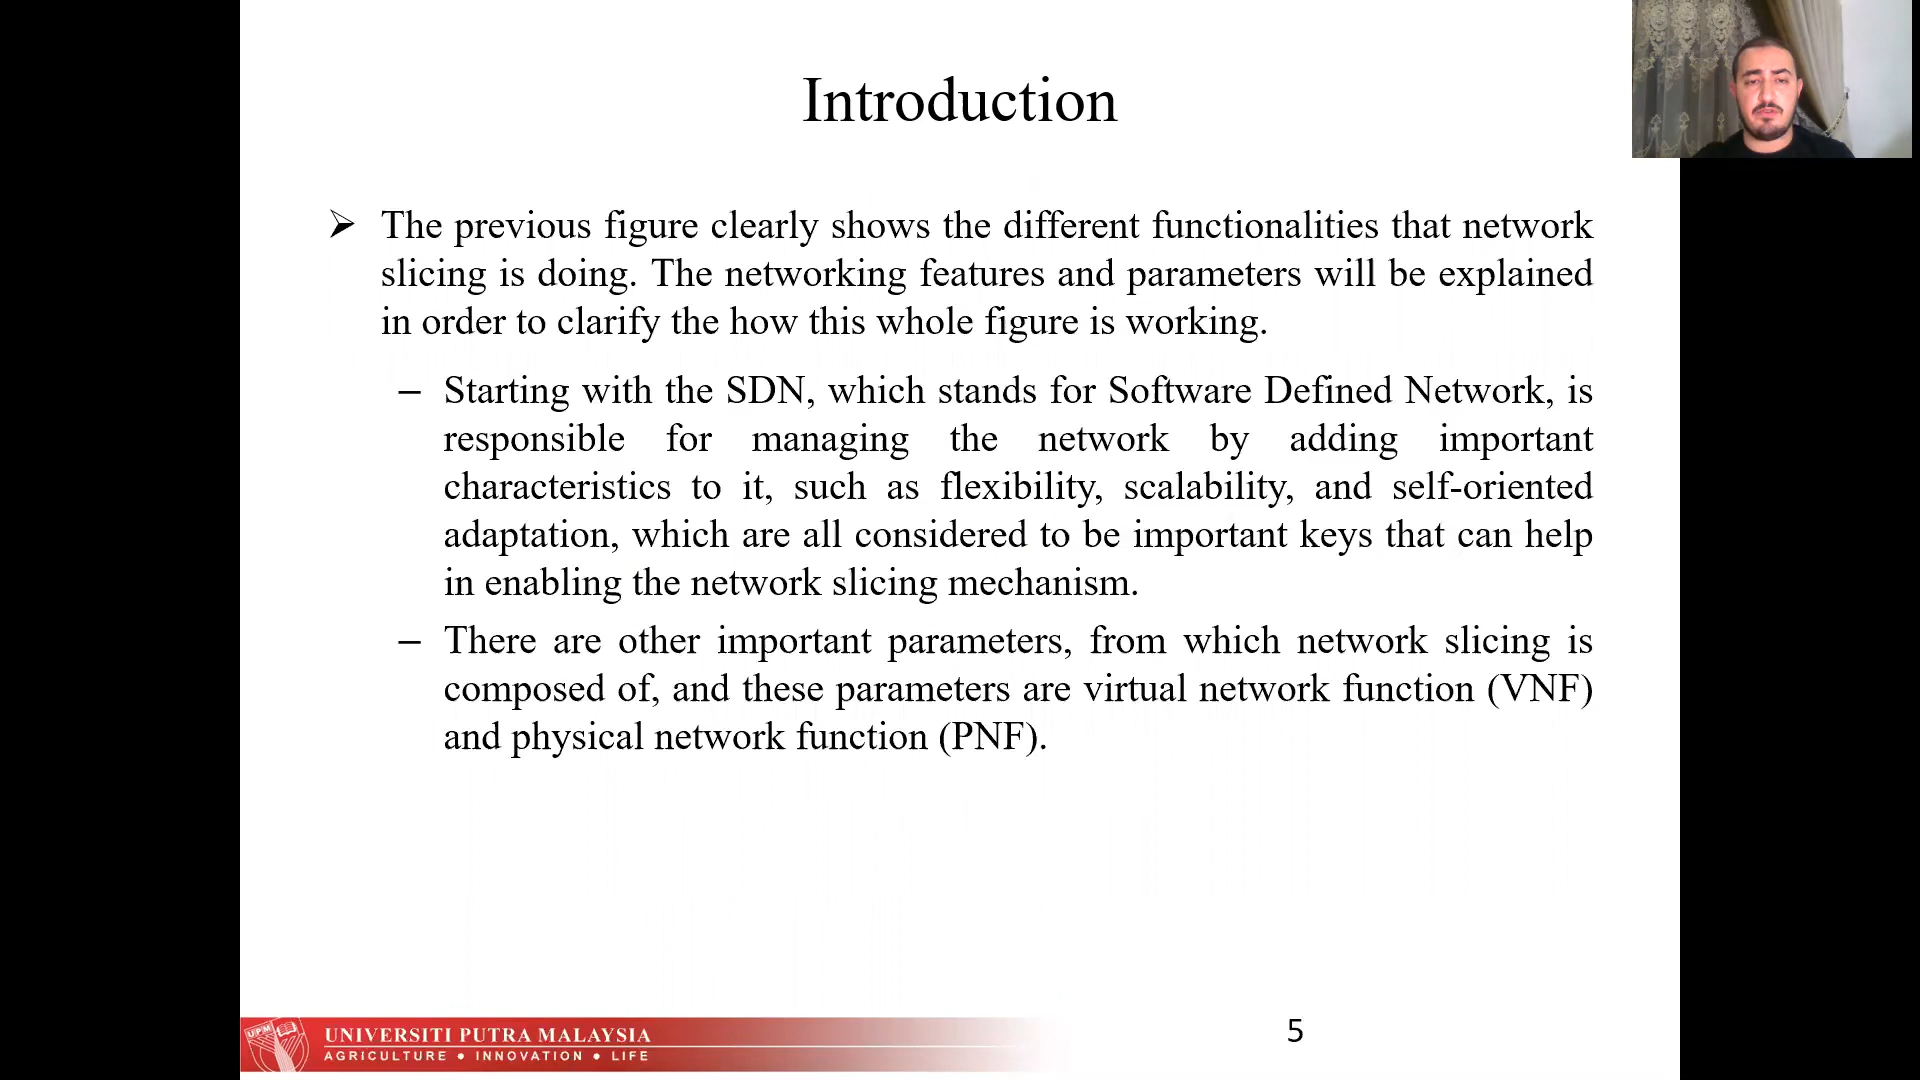 Introduction
The previous figure clearly shows the different functionalities that network
slicing is doing. The networking features and parameters will be explained
in order to clarify the how this whole figure is working.
– Starting with the SDN, which stands for Software Defined Network, is
responsible for managing the network by adding important
characteristics to it, such as flexibility, scalability, and self-oriented
adaptation, which are all considered to be important keys that can help
in enabling the network slicing mechanism.
– There are other important parameters, from which network slicing is
composed of, and these parameters are virtual network function (VNF)
and physical network function (PNF).
UPM
UNIVERSITI PUTRA MALAYSIA
AGRICULTURE • INNOVATION • LIFE
5